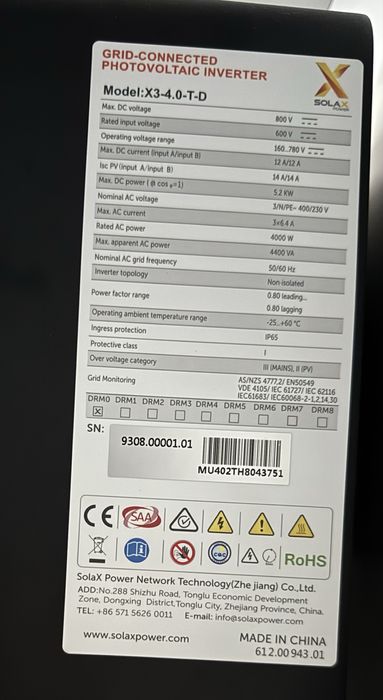 GRID-CONNECTED
PHOTOVOLTAIC INVERTER
SOLAX
POWER
Model:X3-4.0-T-D
Max. DC voltage 800 V
Rated input voltage 600 V
Operating voltage range 160...780 V
Max. DC current (input A/input B) 12 A/12 A
Isc PV(input A/input B) 14 A/14 A
Max. DC power ( @ cos φ=1) 5.2 KW
Nominal AC voltage 3/N/PE~ 400/230 V
Max. AC current 3×6.4 A
Rated AC power 4000 W
Max. apparent AC power 4400 VA
Nominal AC grid frequency 50/60 Hz
Inverter topology Non isolated
Power factor range 0.80 leading...
0.80 lagging
Operating ambient temperature range -25...+60 °C
Ingress protection IP65
Protective class I
Over voltage category III (MAINS), II (PV)
Grid Monitoring AS/NZS 4777.2/ EN50549
VDE 4105/ IEC 61727/ IEC 62116
IEC61683/ IEC60068-2-1,2,14,30
DRM0 DRM1 DRM2 DRM3 DRM4 DRM5 DRM6 DRM7 DRM8
SN:
9308.00001.01
MU402TH8043751
CE SAA
CQC RoHS
SolaX Power Network Technology(Zhe jiang) Co.,Ltd.
ADD:No.288 Shizhu Road, Tonglu Economic Development
Zone, Dongxing District,Tonglu City, Zhejiang Province, China.
TEL: +86 571 5626 0011 E-mail: info@solaxpower.com
www.solaxpower.com MADE IN CHINA
612.00943.01